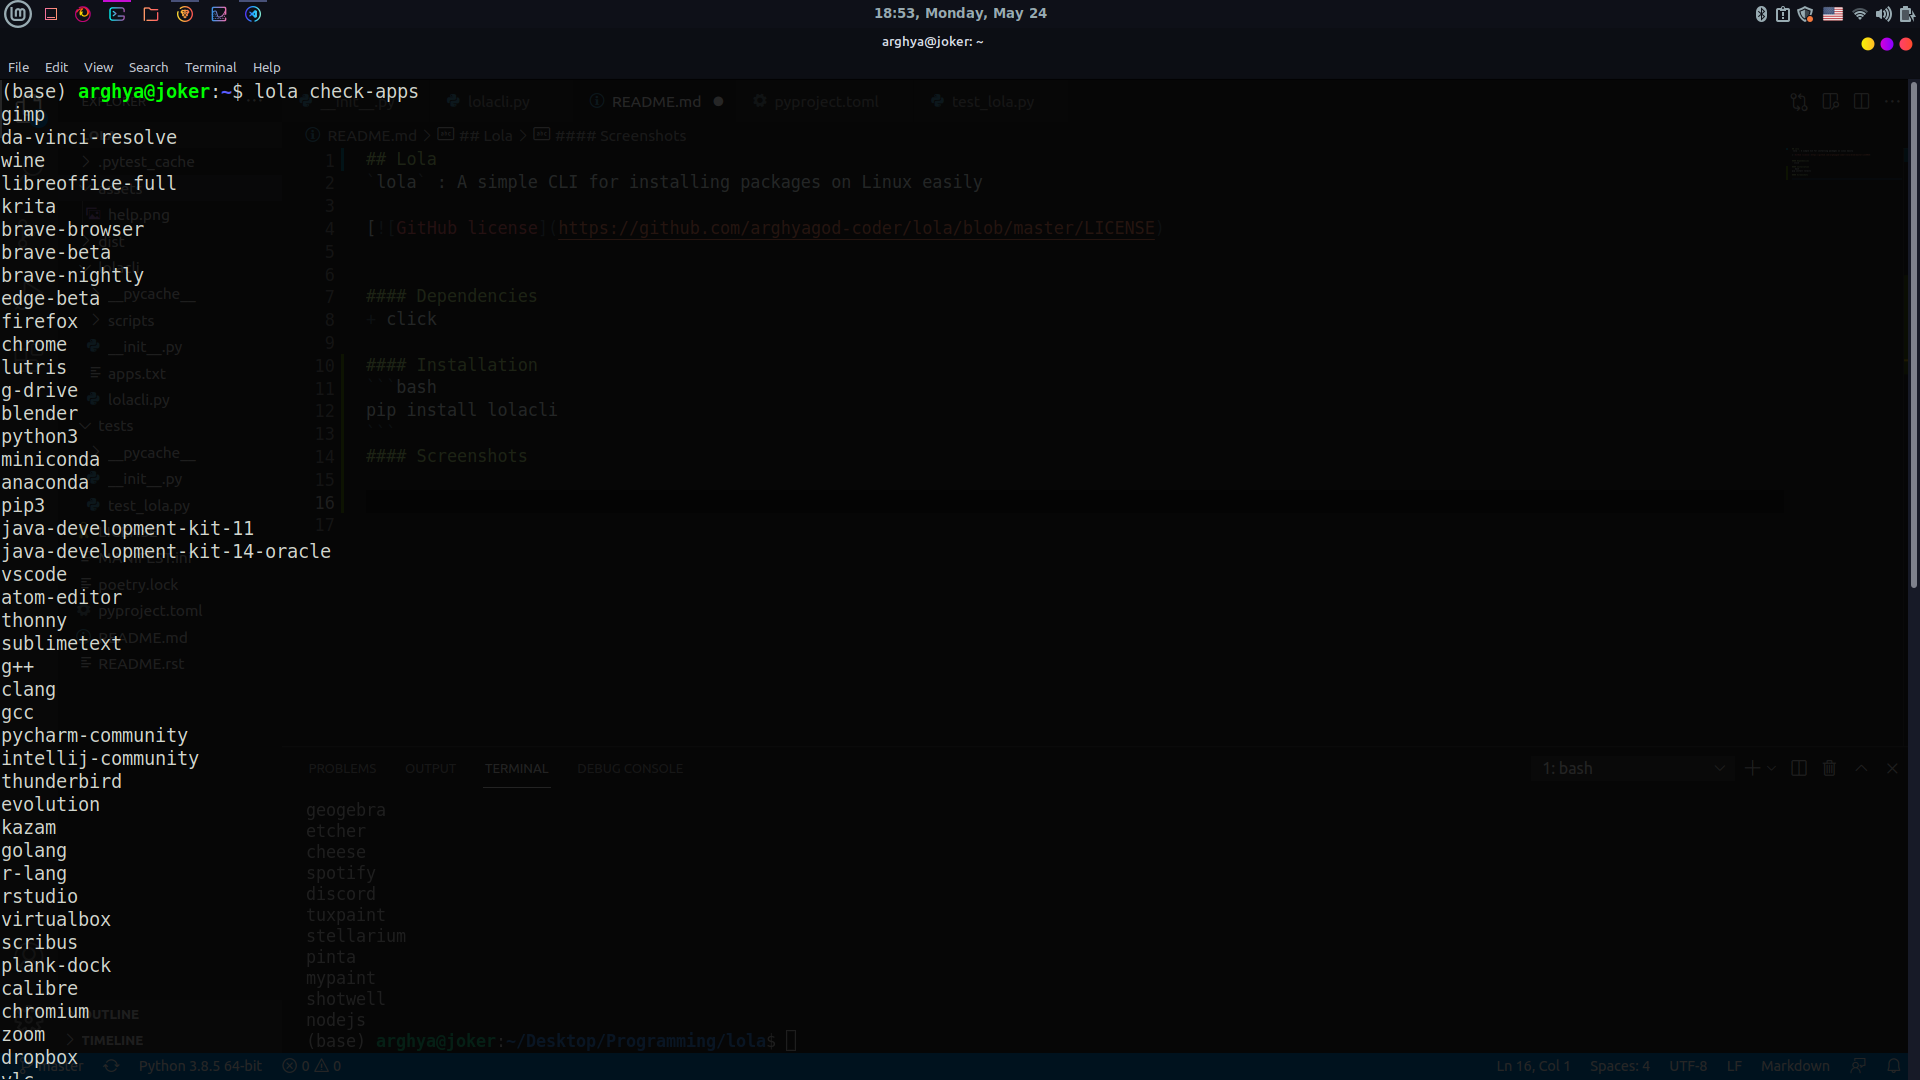 18:53, Monday, May 24
arghya@joker: ~
File Edit View Search Terminal Help
(base) arghya@joker:~$ lola check-apps
gimp
da-vinci-resolve
wine
libreoffice-full
krita
brave-browser
brave-beta
brave-nightly
edge-beta
firefox
chrome
lutris
g-drive
blender
python3
miniconda
anaconda
pip3
java-development-kit-11
java-development-kit-14-oracle
vscode
atom-editor
thonny
sublimetext
g++
clang
gcc
pycharm-community
intellij-community
thunderbird
evolution
kazam
golang
r-lang
rstudio
virtualbox
scribus
plank-dock
calibre
chromium
zoom
dropbox
vlc
.pytest_cache
help.png
dist
__pycache__
scripts
__init__.py
apps.txt
lolacli.py
tests
__pycache__
__init__.py
test_lola.py
MANIFEST.in
poetry.lock
pyproject.toml
README.md
README.rst
OUTLINE
TIMELINE
__init__.py lolacli.py README.md pyproject.toml test_lola.py
README.md > ## Lola > #### Screenshots
1 ## Lola
2 `lola` : A simple CLI for installing packages on Linux easily
3
4 [![GitHub license](https://github.com/arghyagod-coder/lola/blob/master/LICENSE)
5
6
7 #### Dependencies
8 + click
9
10 #### Installation
11 ```bash
12 pip install lolacli
13 ```
14 #### Screenshots
15
16
17
PROBLEMS OUTPUT TERMINAL DEBUG CONSOLE 1: bash
geogebra
etcher
cheese
spotify
discord
tuxpaint
stellarium
pinta
mypaint
shotwell
nodejs
(base) arghya@joker:~/Desktop/Programming/lola$
master Python 3.8.5 64-bit 0 0 Ln 16, Col 1 Spaces: 4 UTF-8 LF Markdown